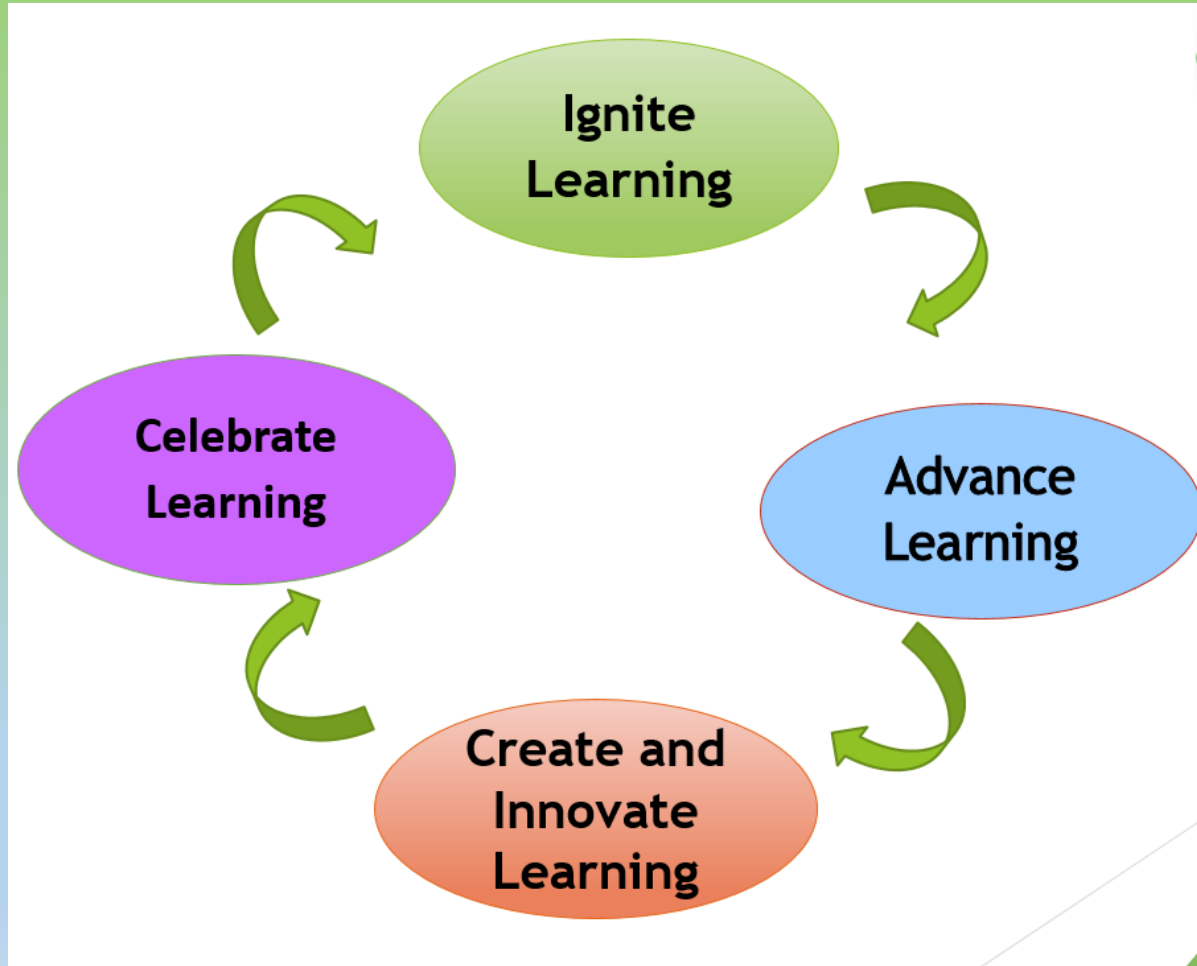 Ignite
Learning
Advance
Learning
Create and
Innovate
Learning
Celebrate
Learning